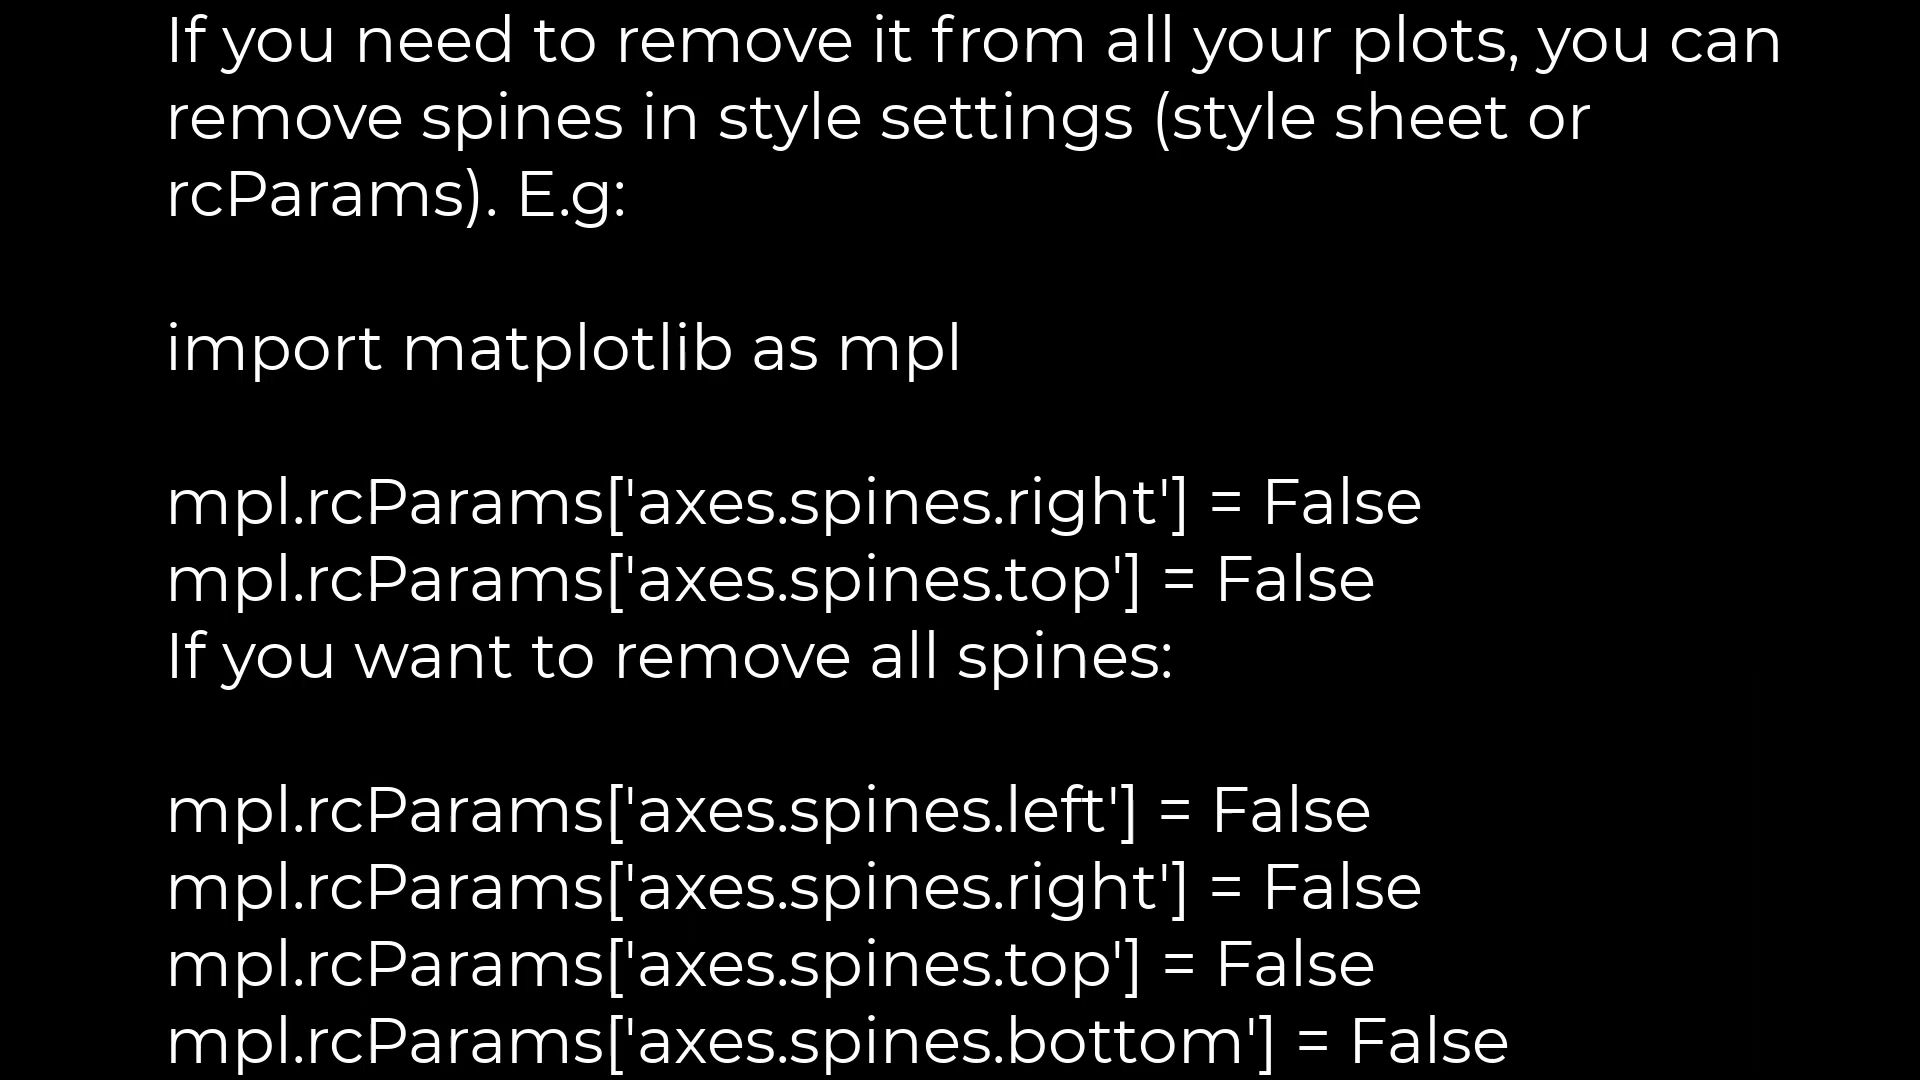 If you need to remove it from all your plots, you can
remove spines in style settings (style sheet or
rcParams). E.g:
import matplotlib as mpl
mpl.rcParams['axes.spines.right'] = False
mpl.rcParams['axes.spines.top'] = False
If you want to remove all spines:
mpl.rcParams['axes.spines.left'] = False
mpl.rcParams['axes.spines.right'] = False
mpl.rcParams['axes.spines.top'] = False
mpl.rcParams['axes.spines.bottom'] = False